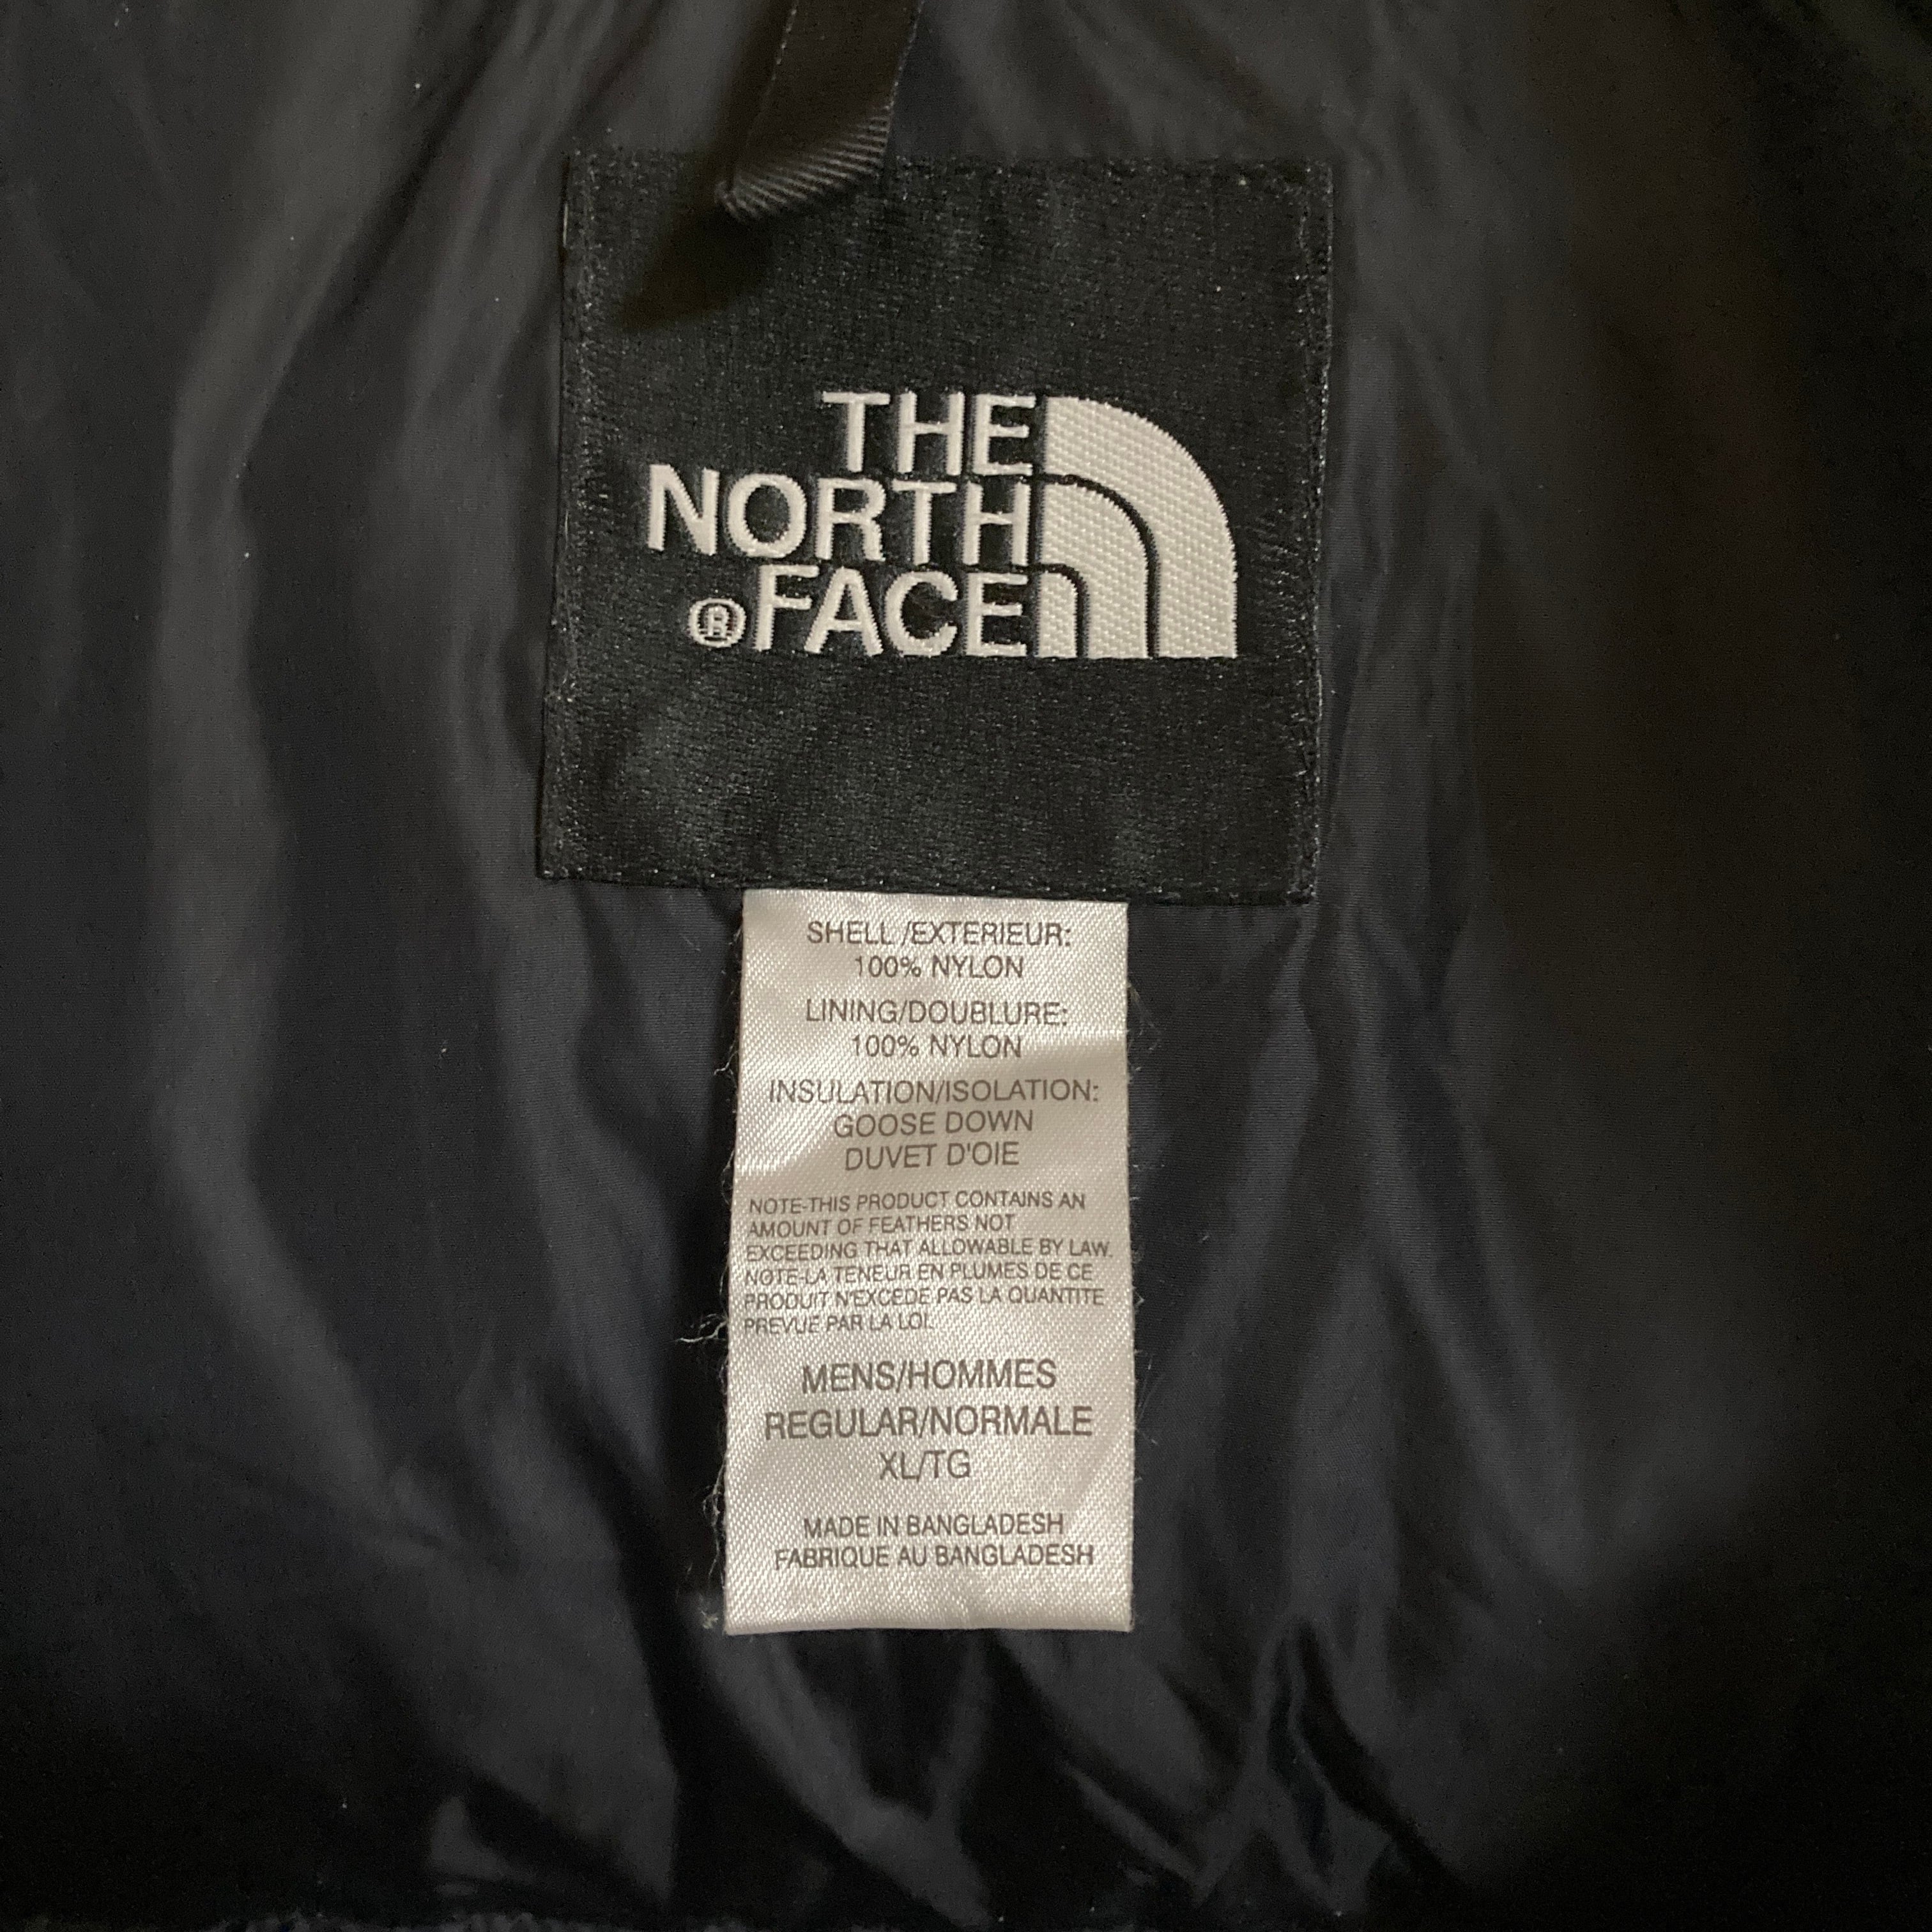 THE
NORTH
®FACE
SHELL /EXTERIEUR:
100% NYLON
LINING/DOUBLURE:
100% NYLON
INSULATION/ISOLATION:
GOOSE DOWN
DUVET D'OIE
NOTE-THIS PRODUCT CONTAINS AN
AMOUNT OF FEATHERS NOT
EXCEEDING THAT ALLOWABLE BY LAW.
NOTE-LA TENEUR EN PLUMES DE CE
PRODUIT N'EXCEDE PAS LA QUANTITE
PREVUE PAR LA LOI.
MENS/HOMMES
REGULAR/NORMALE
XL/TG
MADE IN BANGLADESH
FABRIQUE AU BANGLADESH